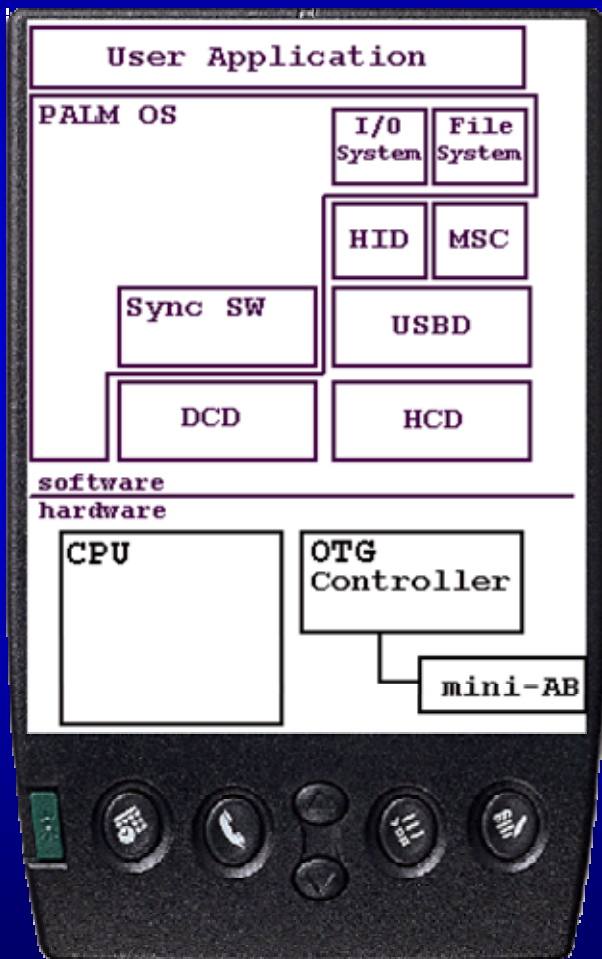 User Application
PALM OS
I/O
System
File
System
HID
MSC
Sync SW
USBD
DCD
HCD
software
hardware
CPU
OTG
Controller
mini-AB